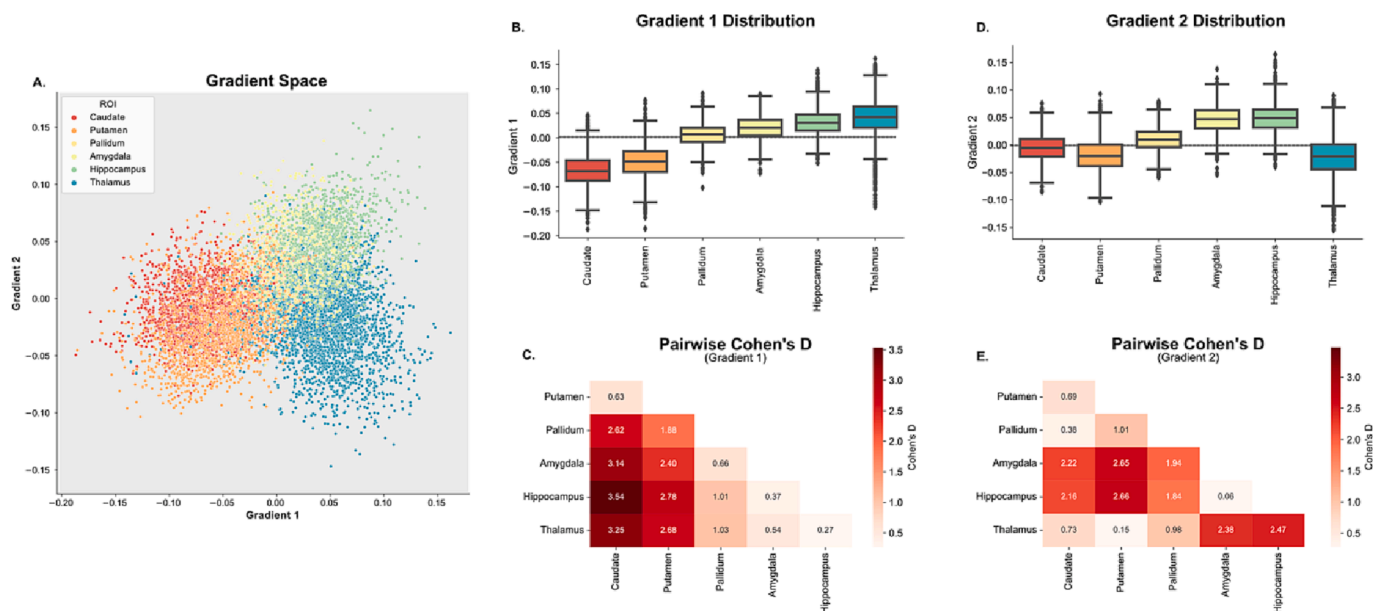 A.
Gradient Space
ROI
Caudate
Putamen
Pallidum
Amygdala
Hippocampus
Thalamus
Gradient 2
0.15
0.10
0.05
0.00
−0.05
−0.10
−0.15
−0.20 −0.15 −0.10 −0.05 0.00 0.05 0.10 0.15
Gradient 1
B.
Gradient 1 Distribution
Gradient 1
0.15
0.10
0.05
0.00
−0.05
−0.10
−0.15
−0.20
Caudate
Putamen
Pallidum
Amygdala
Hippocampus
Thalamus
C.
Pairwise Cohen's D
(Gradient 1)
Putamen 0.63
Pallidum 2.62 1.88
Amygdala 3.14 2.40 0.66
Hippocampus 3.54 2.78 1.01 0.37
Thalamus 3.25 2.68 1.03 0.54 0.27
Caudate
Putamen
Pallidum
Amygdala
Hippocampus
3.5
3.0
2.5
2.0
1.5
1.0
0.5
Cohen's D
D.
Gradient 2 Distribution
Gradient 2
0.15
0.10
0.05
0.00
−0.05
−0.10
−0.15
Caudate
Putamen
Pallidum
Amygdala
Hippocampus
Thalamus
E.
Pairwise Cohen's D
(Gradient 2)
Putamen 0.69
Pallidum 0.38 1.01
Amygdala 2.22 2.65 1.94
Hippocampus 2.16 2.66 1.84 0.06
Thalamus 0.73 0.15 0.98 2.38 2.47
Caudate
Putamen
Pallidum
Amygdala
Hippocampus
3.0
2.5
2.0
1.5
1.0
0.5
Cohen's D